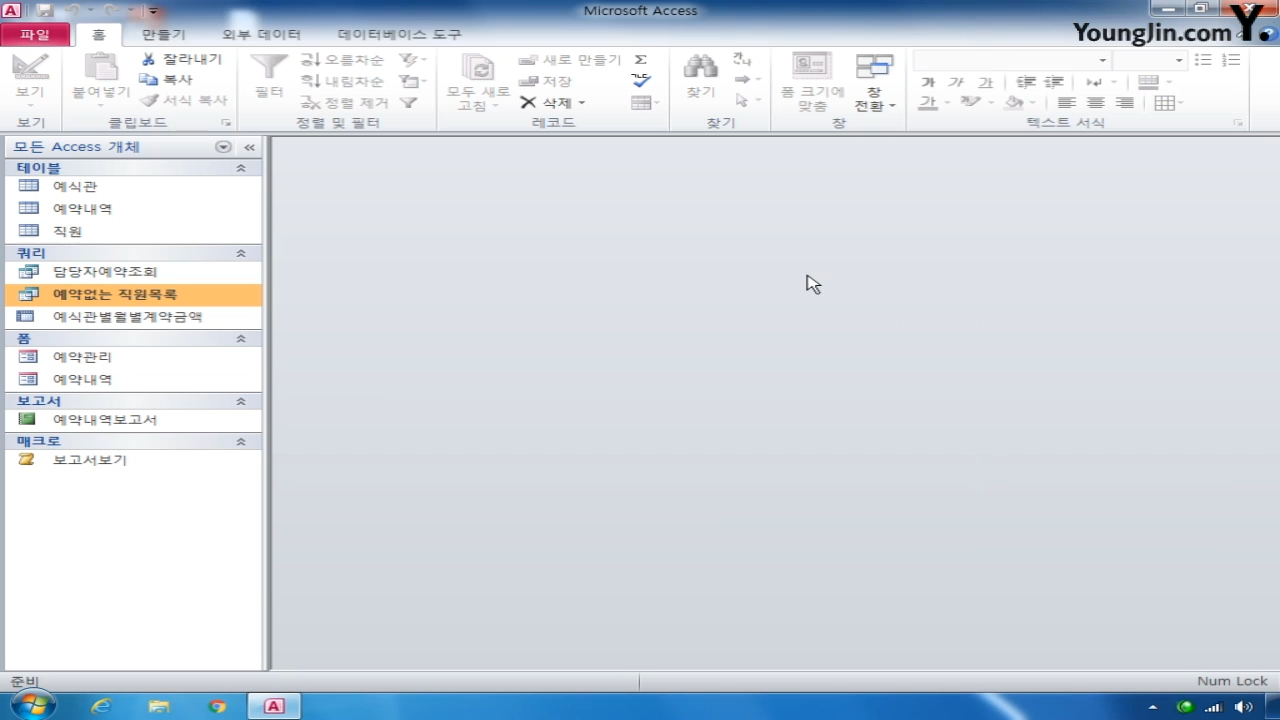 Microsoft Access
YoungJin.com Y.
파일 홈 만들기 외부 데이터 데이터베이스 도구
보기
보기
붙여넣기
잘라내기
복사
서식 복사
클립보드
필터
오름차순
내림차순
정렬 제거
정렬 및 필터
모두 새로
고침
새로 만들기
저장
삭제
레코드
찾기
찾기
폼 크기에
맞춤
창
전환
창
가 가 가
가
텍스트 서식
모든 Access 개체
테이블
예식관
예약내역
직원
쿼리
담당자예약조회
예약없는 직원목록
예식관별월별계약금액
폼
예약관리
예약내역
보고서
예약내역보고서
매크로
보고서보기
준비
Num Lock